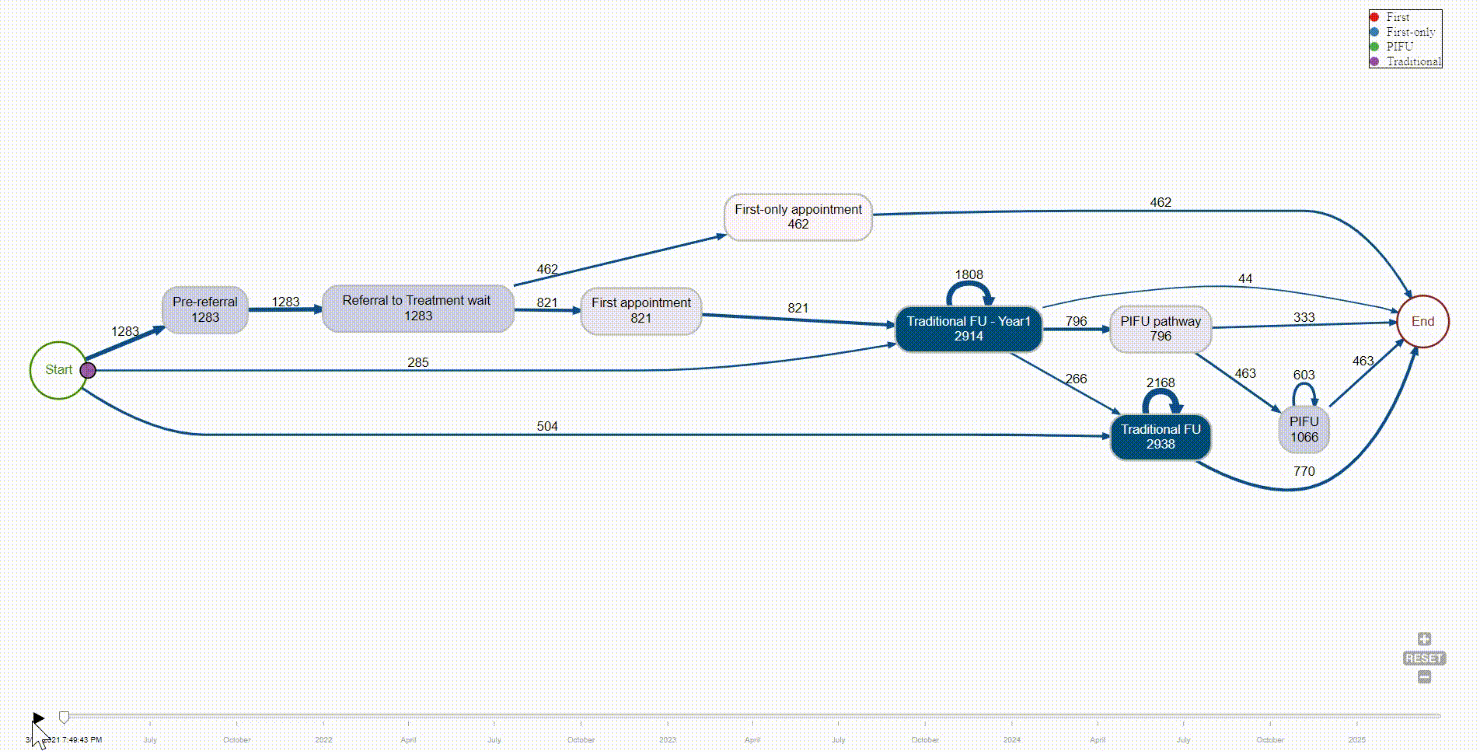 First
First-only
PIFU
Traditional
462
First-only appointment
462
1808
44
462
Pre-referral
1283
1283
Referral to Treatment wait
1283
821
First appointment
821
821
Traditional FU - Year1
2914
796
PIFU pathway
796
333
End
1283
Start
285
266
2168
463
603
463
Traditional FU
2938
PIFU
1066
504
770
RESET
21 7:49:43 PM
July
October
2022
April
July
October
2023
April
July
October
2024
April
July
October
2025